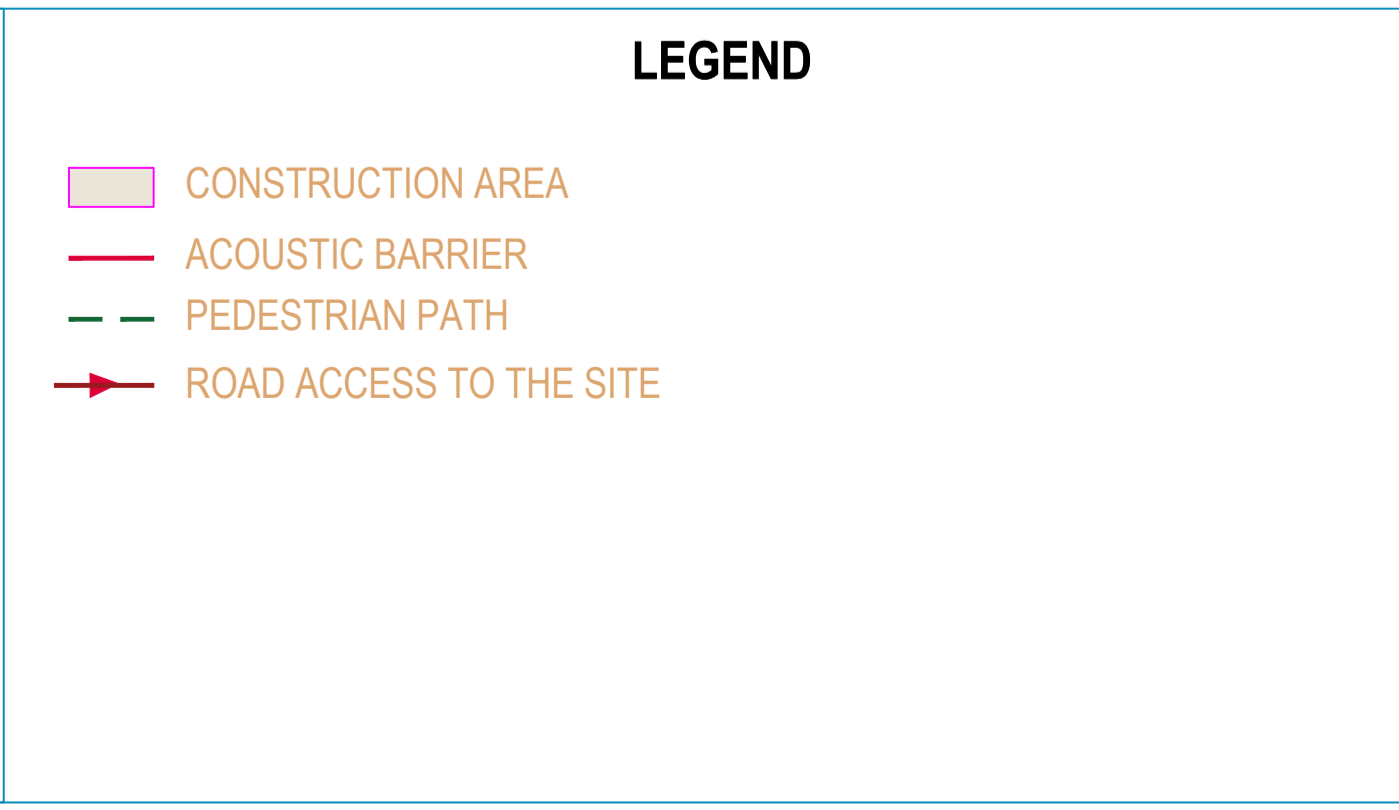 LEGEND
CONSTRUCTION AREA
ACOUSTIC BARRIER
PEDESTRIAN PATH
ROAD ACCESS TO THE SITE